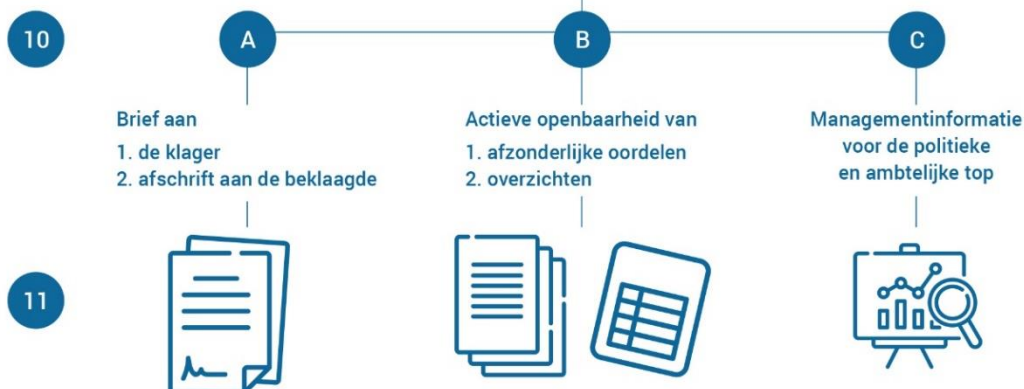 10
A
B
C
Brief aan
1. de klager
2. afschrift aan de beklaagde
Actieve openbaarheid van
1. afzonderlijke oordelen
2. overzichten
Managementinformatie
voor de politieke
en ambtelijke top
11